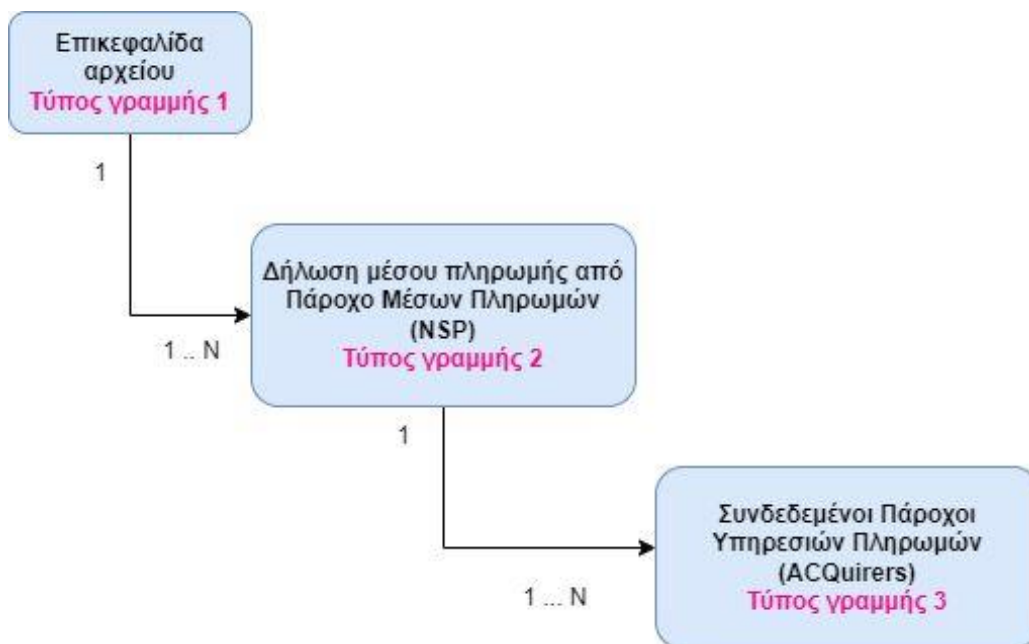 Επικεφαλίδα
αρχείου
Τύπος γραμμής 1
1
1 .. N
Δήλωση μέσου πληρωμής από
Πάροχο Μέσων Πληρωμών
(NSP)
Τύπος γραμμής 2
1
1 ... N
Συνδεδεμένοι Πάροχοι
Υπηρεσιών Πληρωμών
(ACQuirers)
Τύπος γραμμής 3